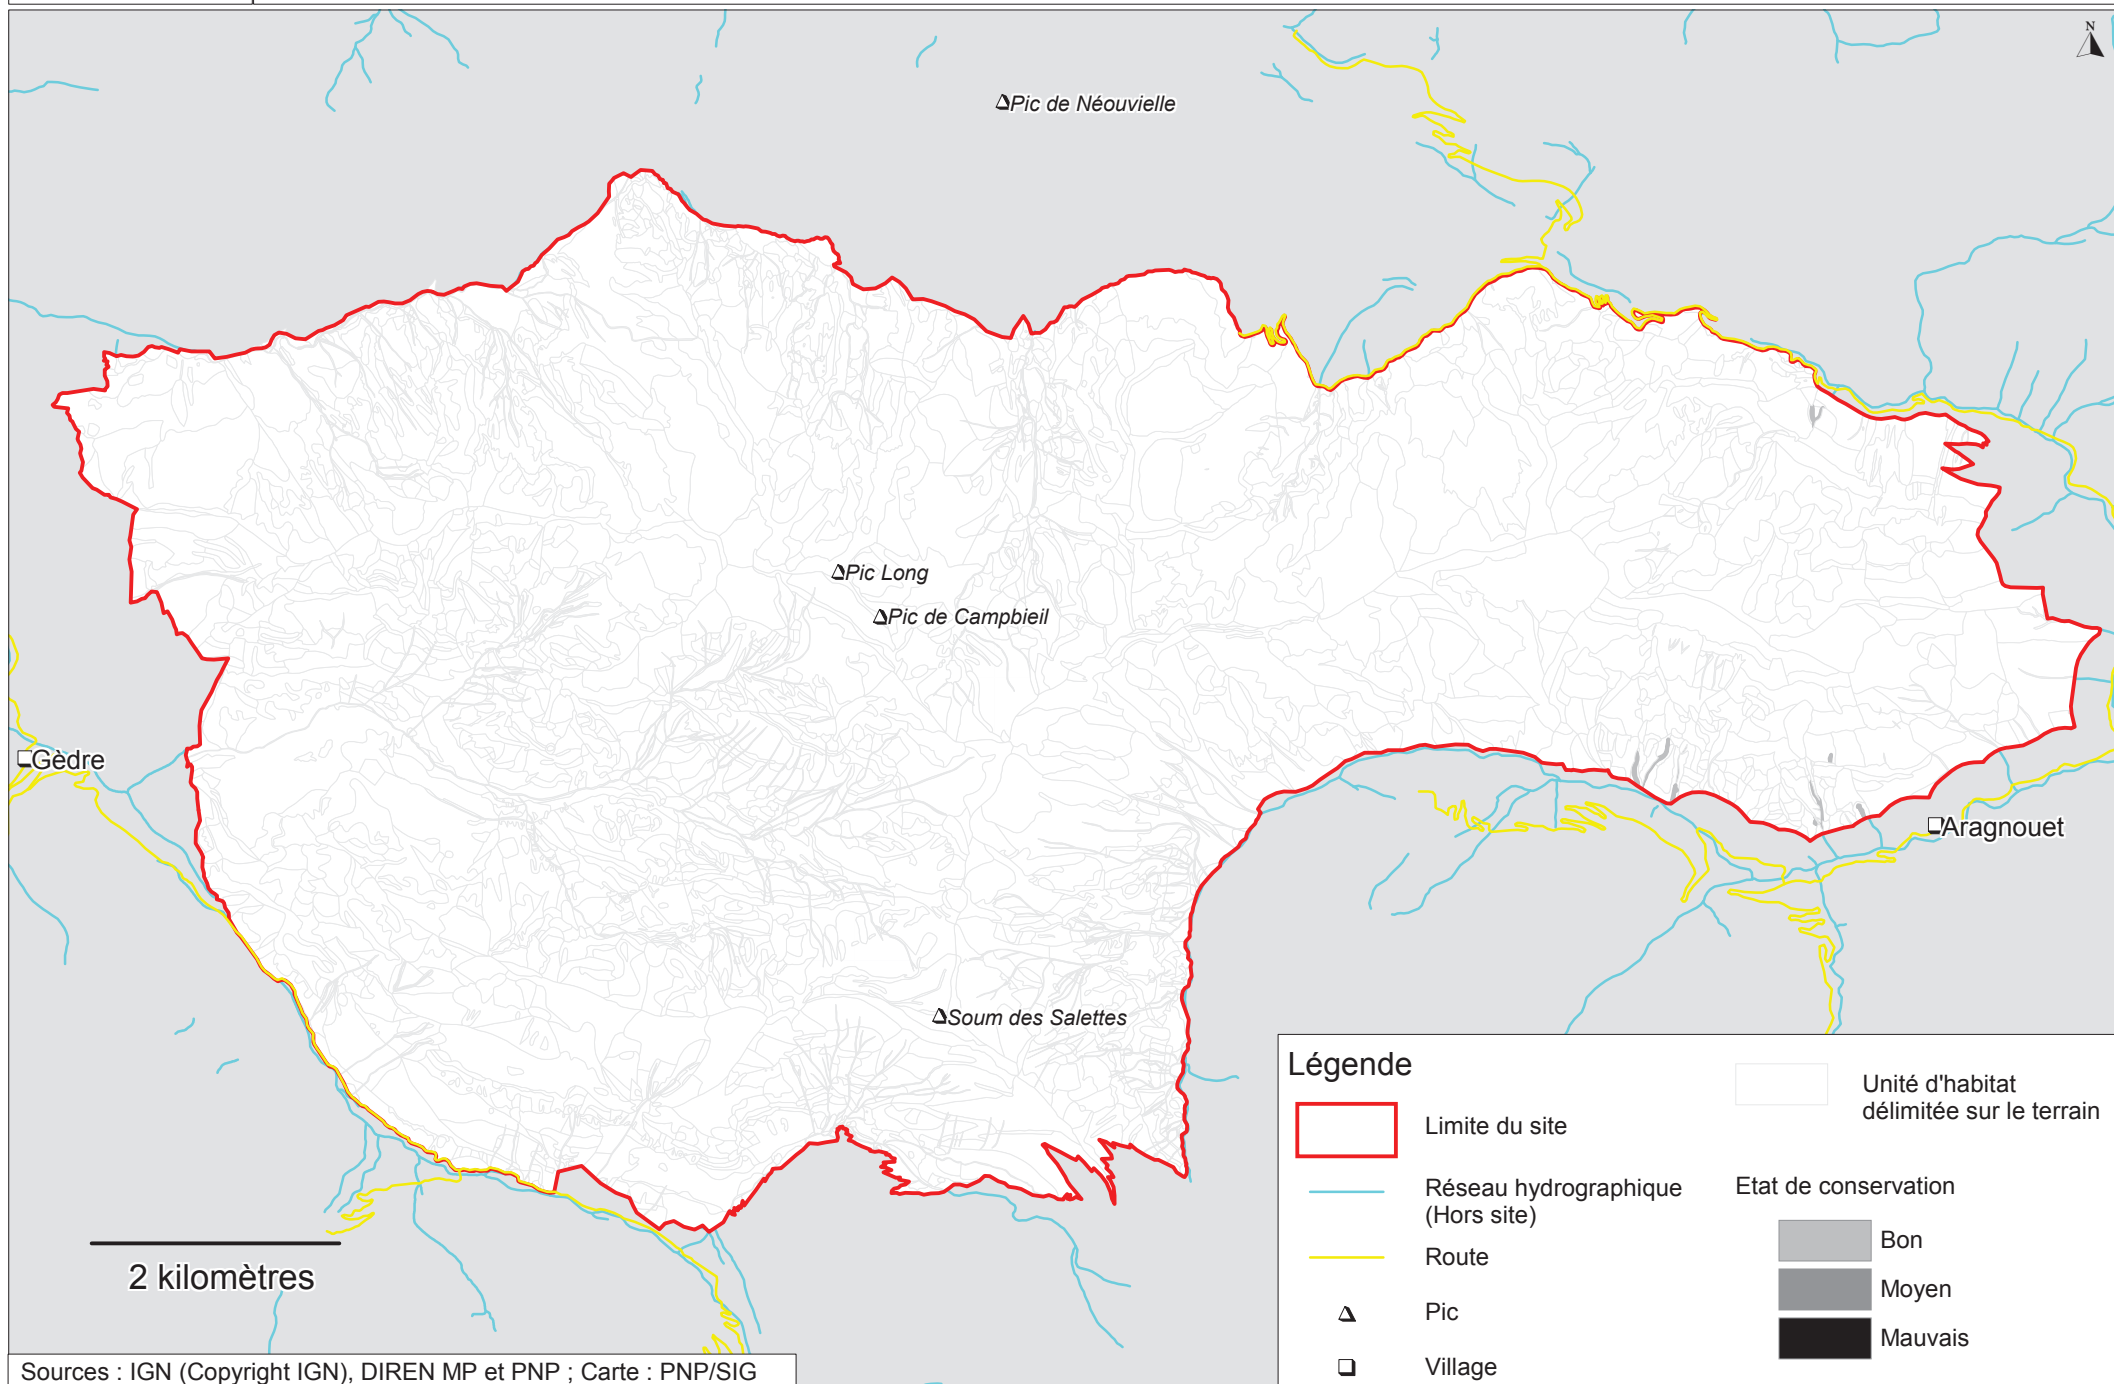 N
Pic de Néouvielle
Pic Long
Pic de Campbieil
Gèdre
Aragnouet
Soum des Salettes
2 kilomètres
Légende
Limite du site
Réseau hydrographique
(Hors site)
Route
Pic
Village
Unité d'habitat
délimitée sur le terrain
Etat de conservation
Bon
Moyen
Mauvais
Sources : IGN (Copyright IGN), DIREN MP et PNP ; Carte : PNP/SIG